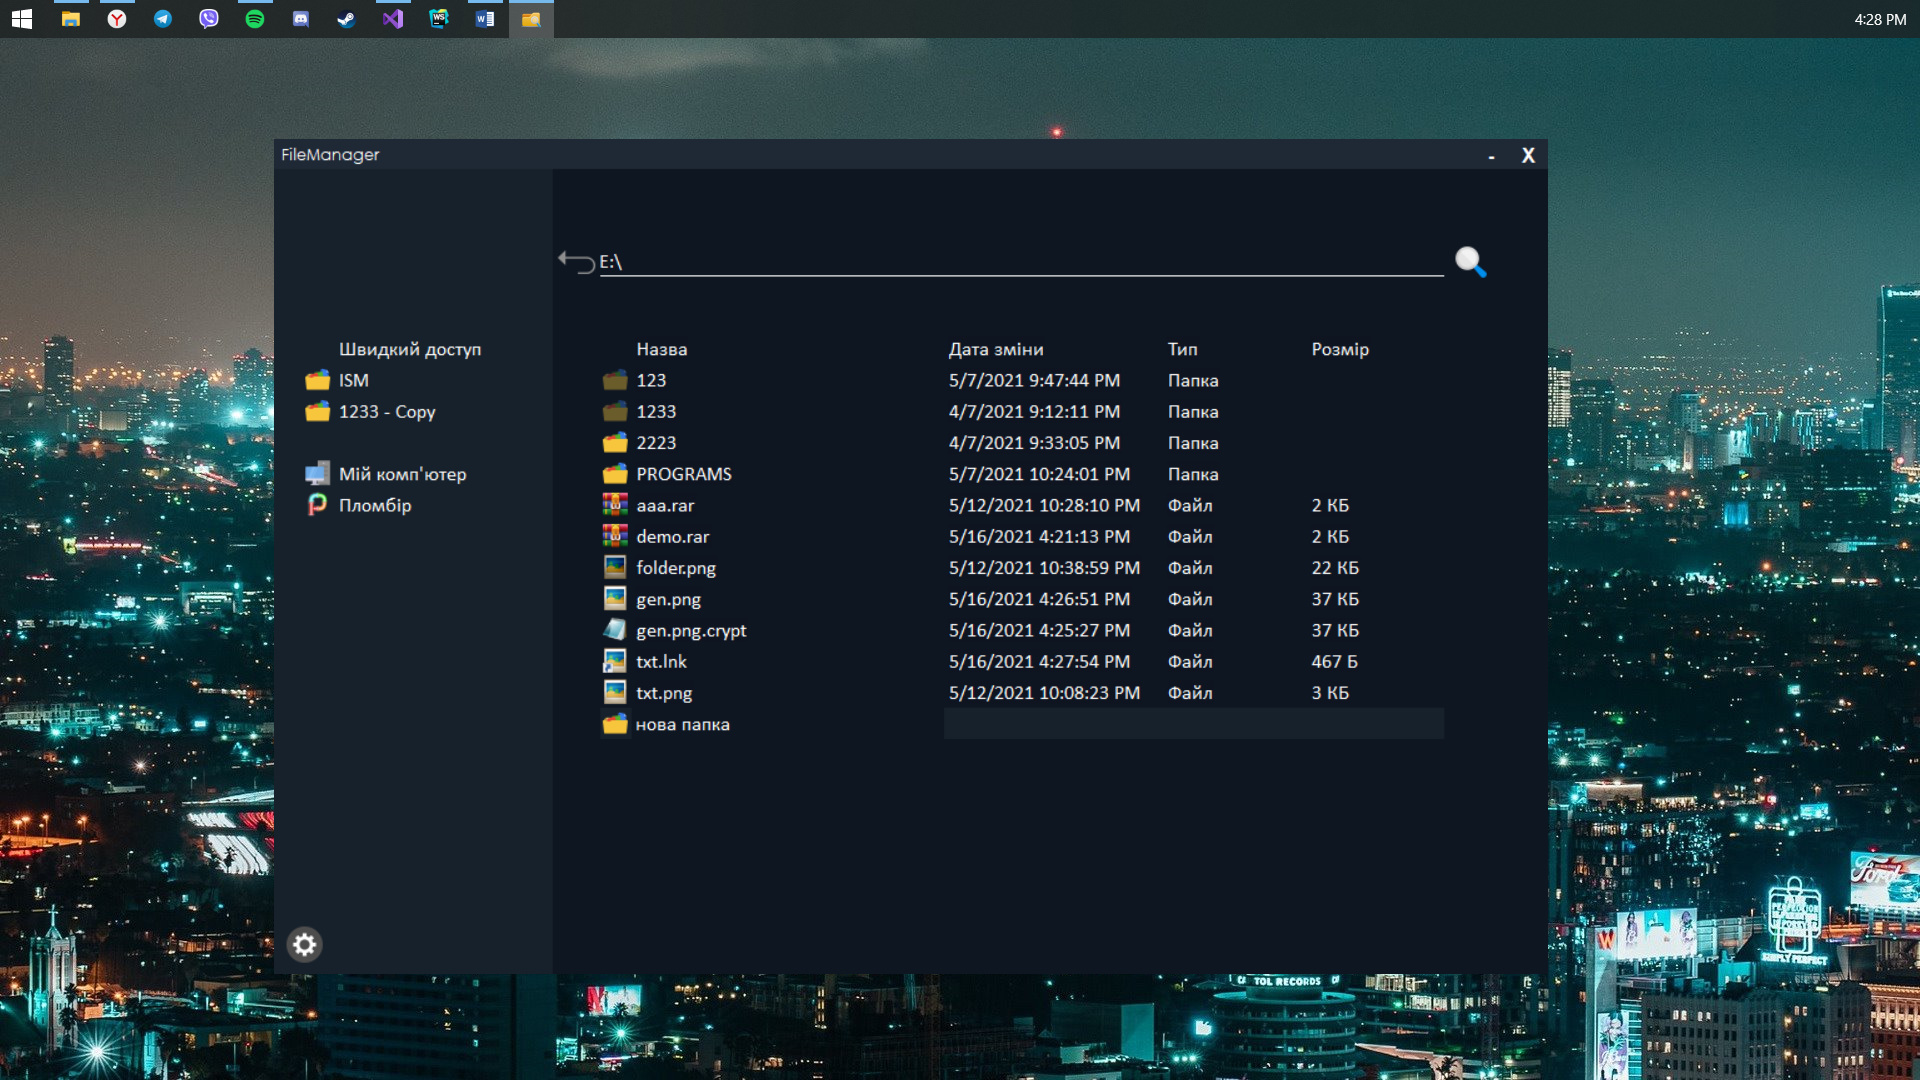 4:28 PM
FileManager
- X
E:\
Швидкий доступ
ISM
1233 - Copy
Мій комп'ютер
Пломбір
Назва Дата зміни Тип Розмір
123 5/7/2021 9:47:44 PM Папка
1233 4/7/2021 9:12:11 PM Папка
2223 4/7/2021 9:33:05 PM Папка
PROGRAMS 5/7/2021 10:24:01 PM Папка
aaa.rar 5/12/2021 10:28:10 PM Файл 2 КБ
demo.rar 5/16/2021 4:21:13 PM Файл 2 КБ
folder.png 5/12/2021 10:38:59 PM Файл 22 КБ
gen.png 5/16/2021 4:26:51 PM Файл 37 КБ
gen.png.crypt 5/16/2021 4:25:27 PM Файл 37 КБ
txt.lnk 5/16/2021 4:27:54 PM Файл 467 Б
txt.png 5/12/2021 10:08:23 PM Файл 3 КБ
нова папка
Ford
W
SIMPLY PERFECT
TOL RECORDS